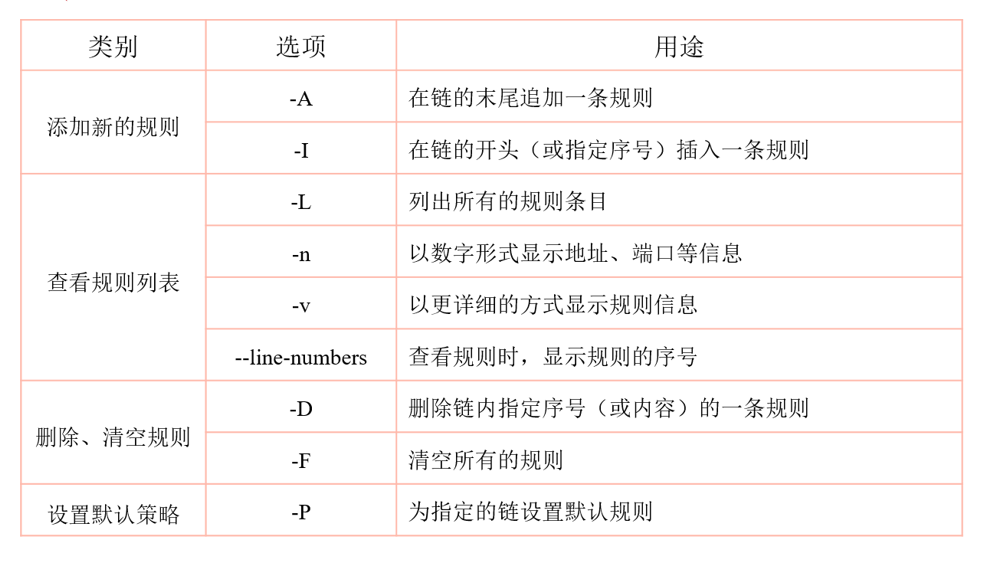 类别 选项 用途
添加新的规则
-A 在链的末尾追加一条规则
-I 在链的开头（或指定序号）插入一条规则
查看规则列表
-L 列出所有的规则条目
-n 以数字形式显示地址、端口等信息
-v 以更详细的方式显示规则信息
--line-numbers 查看规则时，显示规则的序号
删除、清空规则
-D 删除链内指定序号（或内容）的一条规则
-F 清空所有的规则
设置默认策略 -P 为指定的链设置默认规则